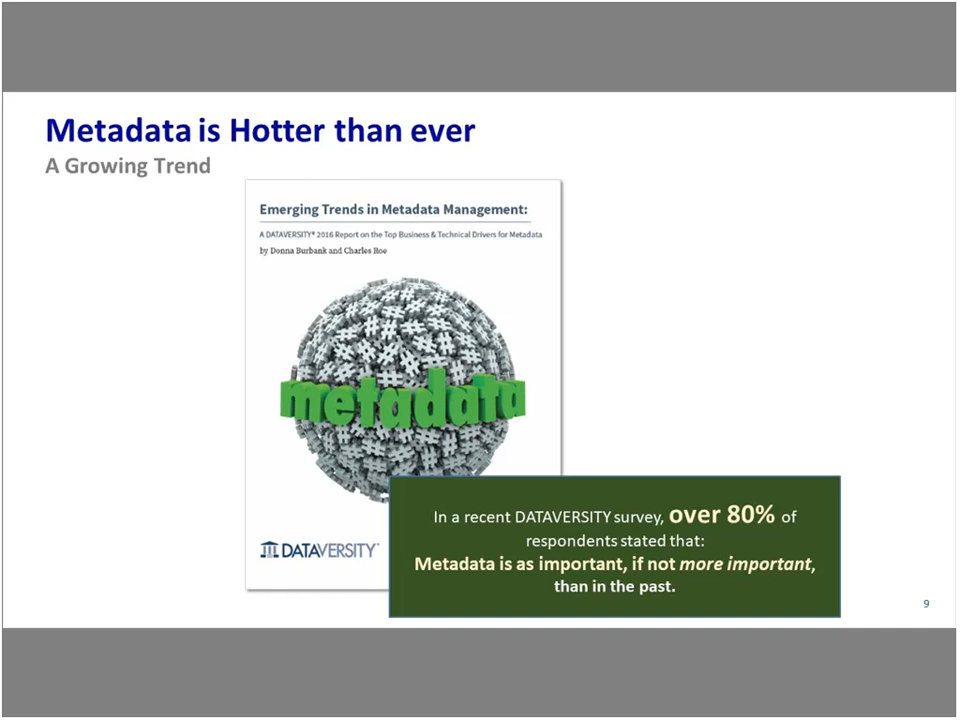 Metadata is Hotter than ever
A Growing Trend
Emerging Trends in Metadata Management:
A DATAVERSITY® 2016 Report on the Top Business & Technical Drivers for Metadata
by Donna Burbank and Charles Roe
metadata
DATAVERSITY
In a recent DATAVERSITY survey, over 80% of
respondents stated that:
Metadata is as important, if not more important,
than in the past.
9